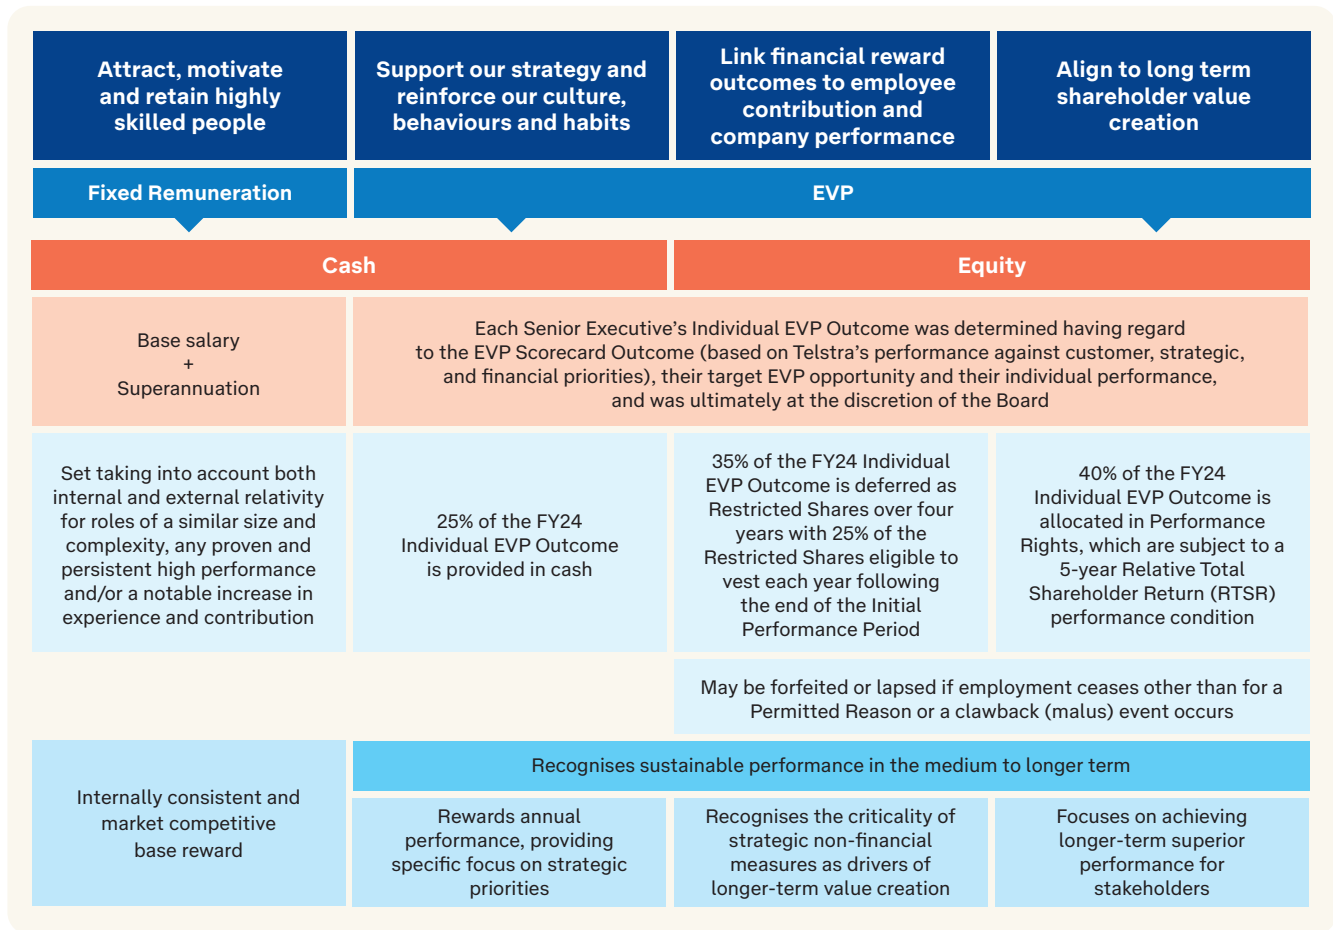 Attract, motivate
and retain highly
skilled people
Support our strategy and
reinforce our culture,
behaviours and habits
Link financial reward
outcomes to employee
contribution and
company performance
Align to long term
shareholder value
creation
Fixed Remuneration
EVP
Cash
Equity
Base salary
+
Superannuation
Each Senior Executive’s Individual EVP Outcome was determined having regard
to the EVP Scorecard Outcome (based on Telstra’s performance against customer, strategic,
and financial priorities), their target EVP opportunity and their individual performance,
and was ultimately at the discretion of the Board
Set taking into account both
internal and external relativity
for roles of a similar size and
complexity, any proven and
persistent high performance
and/or a notable increase in
experience and contribution
25% of the FY24
Individual EVP Outcome
is provided in cash
35% of the FY24 Individual
EVP Outcome is deferred as
Restricted Shares over four
years with 25% of the
Restricted Shares eligible to
vest each year following
the end of the Initial
Performance Period
40% of the FY24
Individual EVP Outcome is
allocated in Performance
Rights, which are subject to a
5-year Relative Total
Shareholder Return (RTSR)
performance condition
May be forfeited or lapsed if employment ceases other than for a
Permitted Reason or a clawback (malus) event occurs
Internally consistent and
market competitive
base reward
Recognises sustainable performance in the medium to longer term
Rewards annual
performance, providing
specific focus on strategic
priorities
Recognises the criticality of
strategic non-financial
measures as drivers of
longer-term value creation
Focuses on achieving
longer-term superior
performance for
stakeholders